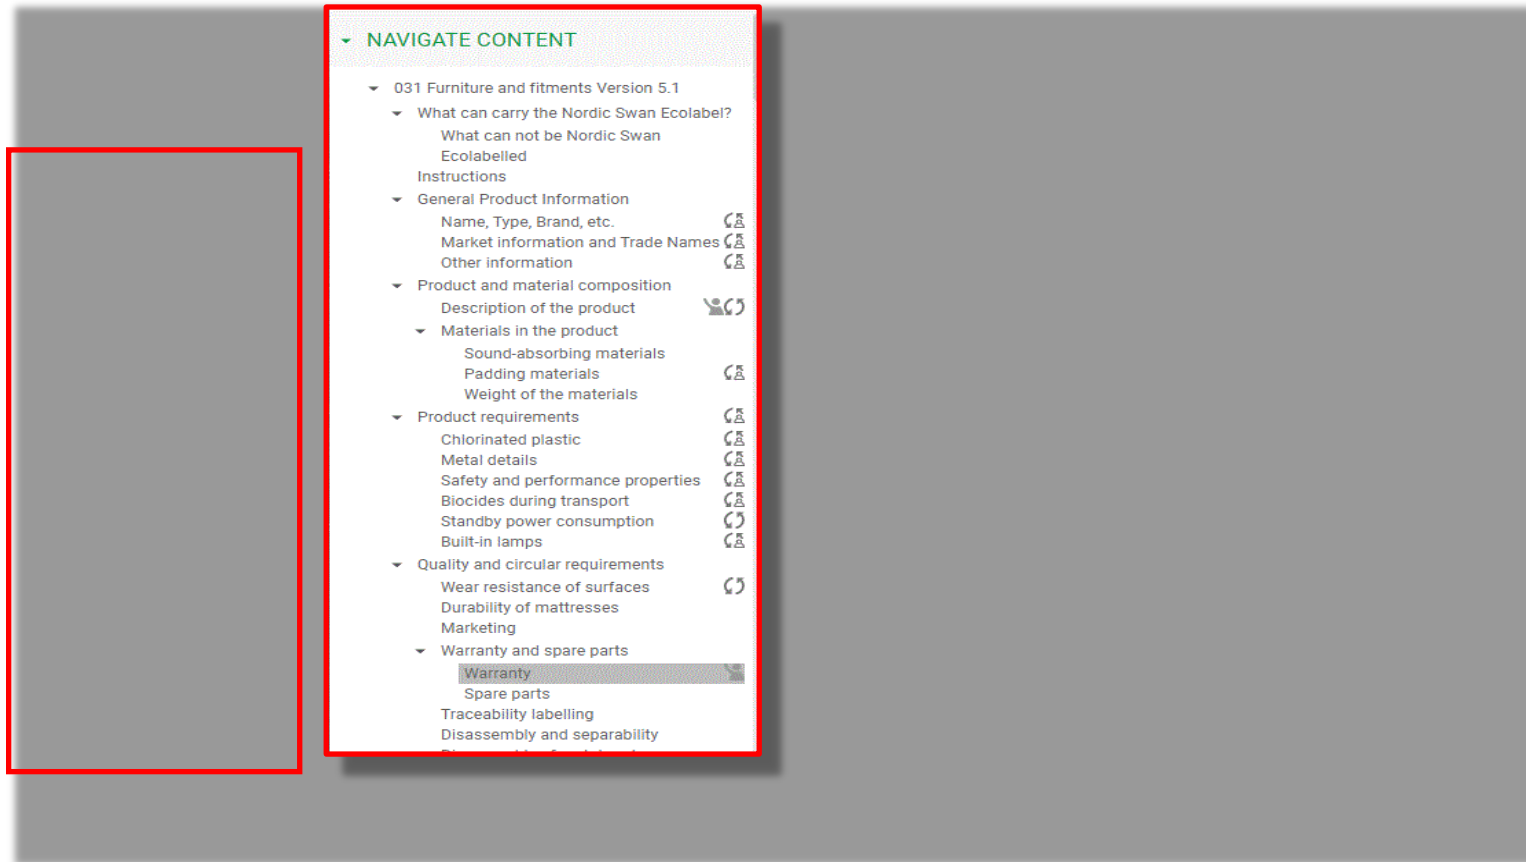 NAVIGATE CONTENT
031 Furniture and fitments Version 5.1
What can carry the Nordic Swan Ecolabel?
What can not be Nordic Swan
Ecolabelled
Instructions
General Product Information
Name, Type, Brand, etc.
Market information and Trade Names
Other information
Product and material composition
Description of the product
Materials in the product
Sound-absorbing materials
Padding materials
Weight of the materials
Product requirements
Chlorinated plastic
Metal details
Safety and performance properties
Biocides during transport
Standby power consumption
Built-in lamps
Quality and circular requirements
Wear resistance of surfaces
Durability of mattresses
Marketing
Warranty and spare parts
Warranty
Spare parts
Traceability labelling
Disassembly and separability